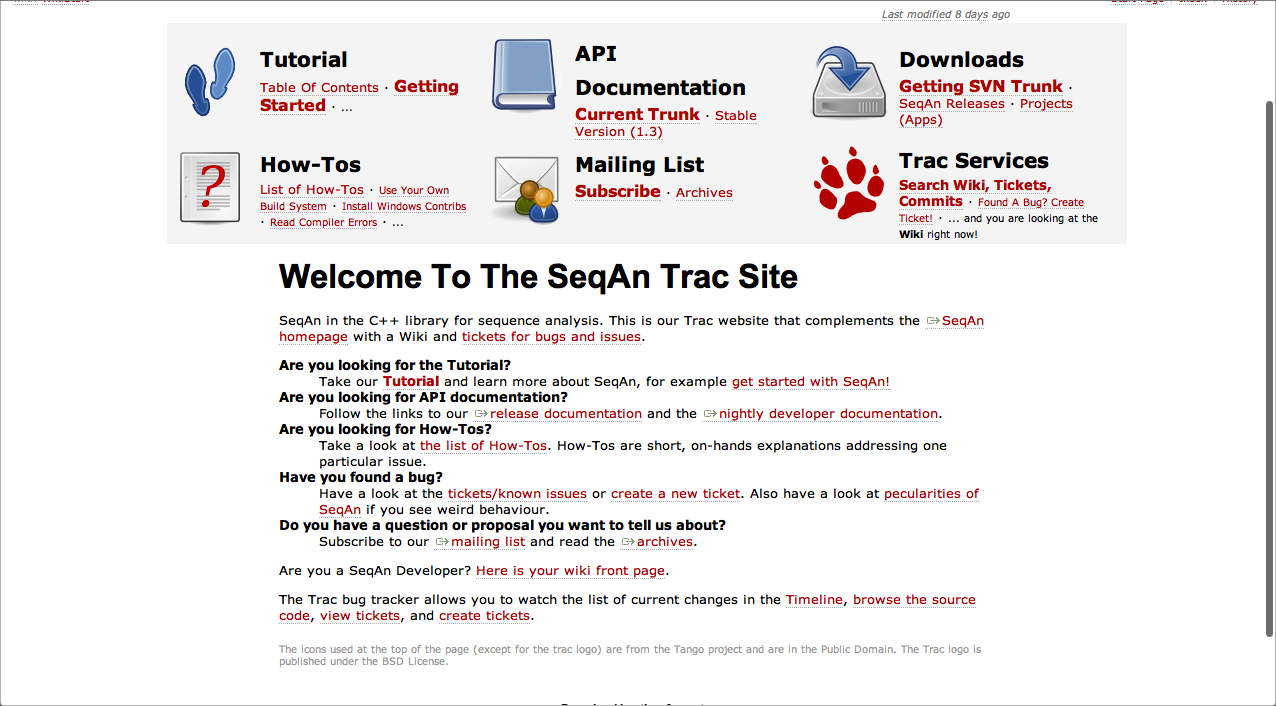 Last modified 8 days ago
Tutorial
Table Of Contents · Getting
Started · ...
API
Documentation
Current Trunk · Stable
Version (1.3)
Downloads
Getting SVN Trunk ·
SeqAn Releases · Projects
(Apps)
?
How-Tos
List of How-Tos · Use Your Own
Build System · Install Windows Contribs
· Read Compiler Errors · ...
Mailing List
Subscribe · Archives
Trac Services
Search Wiki, Tickets,
Commits · Found A Bug? Create
Ticket! · ... and you are looking at the
Wiki right now!
Welcome To The SeqAn Trac Site
SeqAn in the C++ library for sequence analysis. This is our Trac website that complements the SeqAn
homepage with a Wiki and tickets for bugs and issues.
Are you looking for the Tutorial?
Take our Tutorial and learn more about SeqAn, for example get started with SeqAn!
Are you looking for API documentation?
Follow the links to our release documentation and the nightly developer documentation.
Are you looking for How-Tos?
Take a look at the list of How-Tos. How-Tos are short, on-hands explanations addressing one
particular issue.
Have you found a bug?
Have a look at the tickets/known issues or create a new ticket. Also have a look at pecularities of
SeqAn if you see weird behaviour.
Do you have a question or proposal you want to tell us about?
Subscribe to our mailing list and read the archives.
Are you a SeqAn Developer? Here is your wiki front page.
The Trac bug tracker allows you to watch the list of current changes in the Timeline, browse the source
code, view tickets, and create tickets.
The icons used at the top of the page (except for the trac logo) are from the Tango project and are in the Public Domain. The Trac logo is
published under the BSD License.